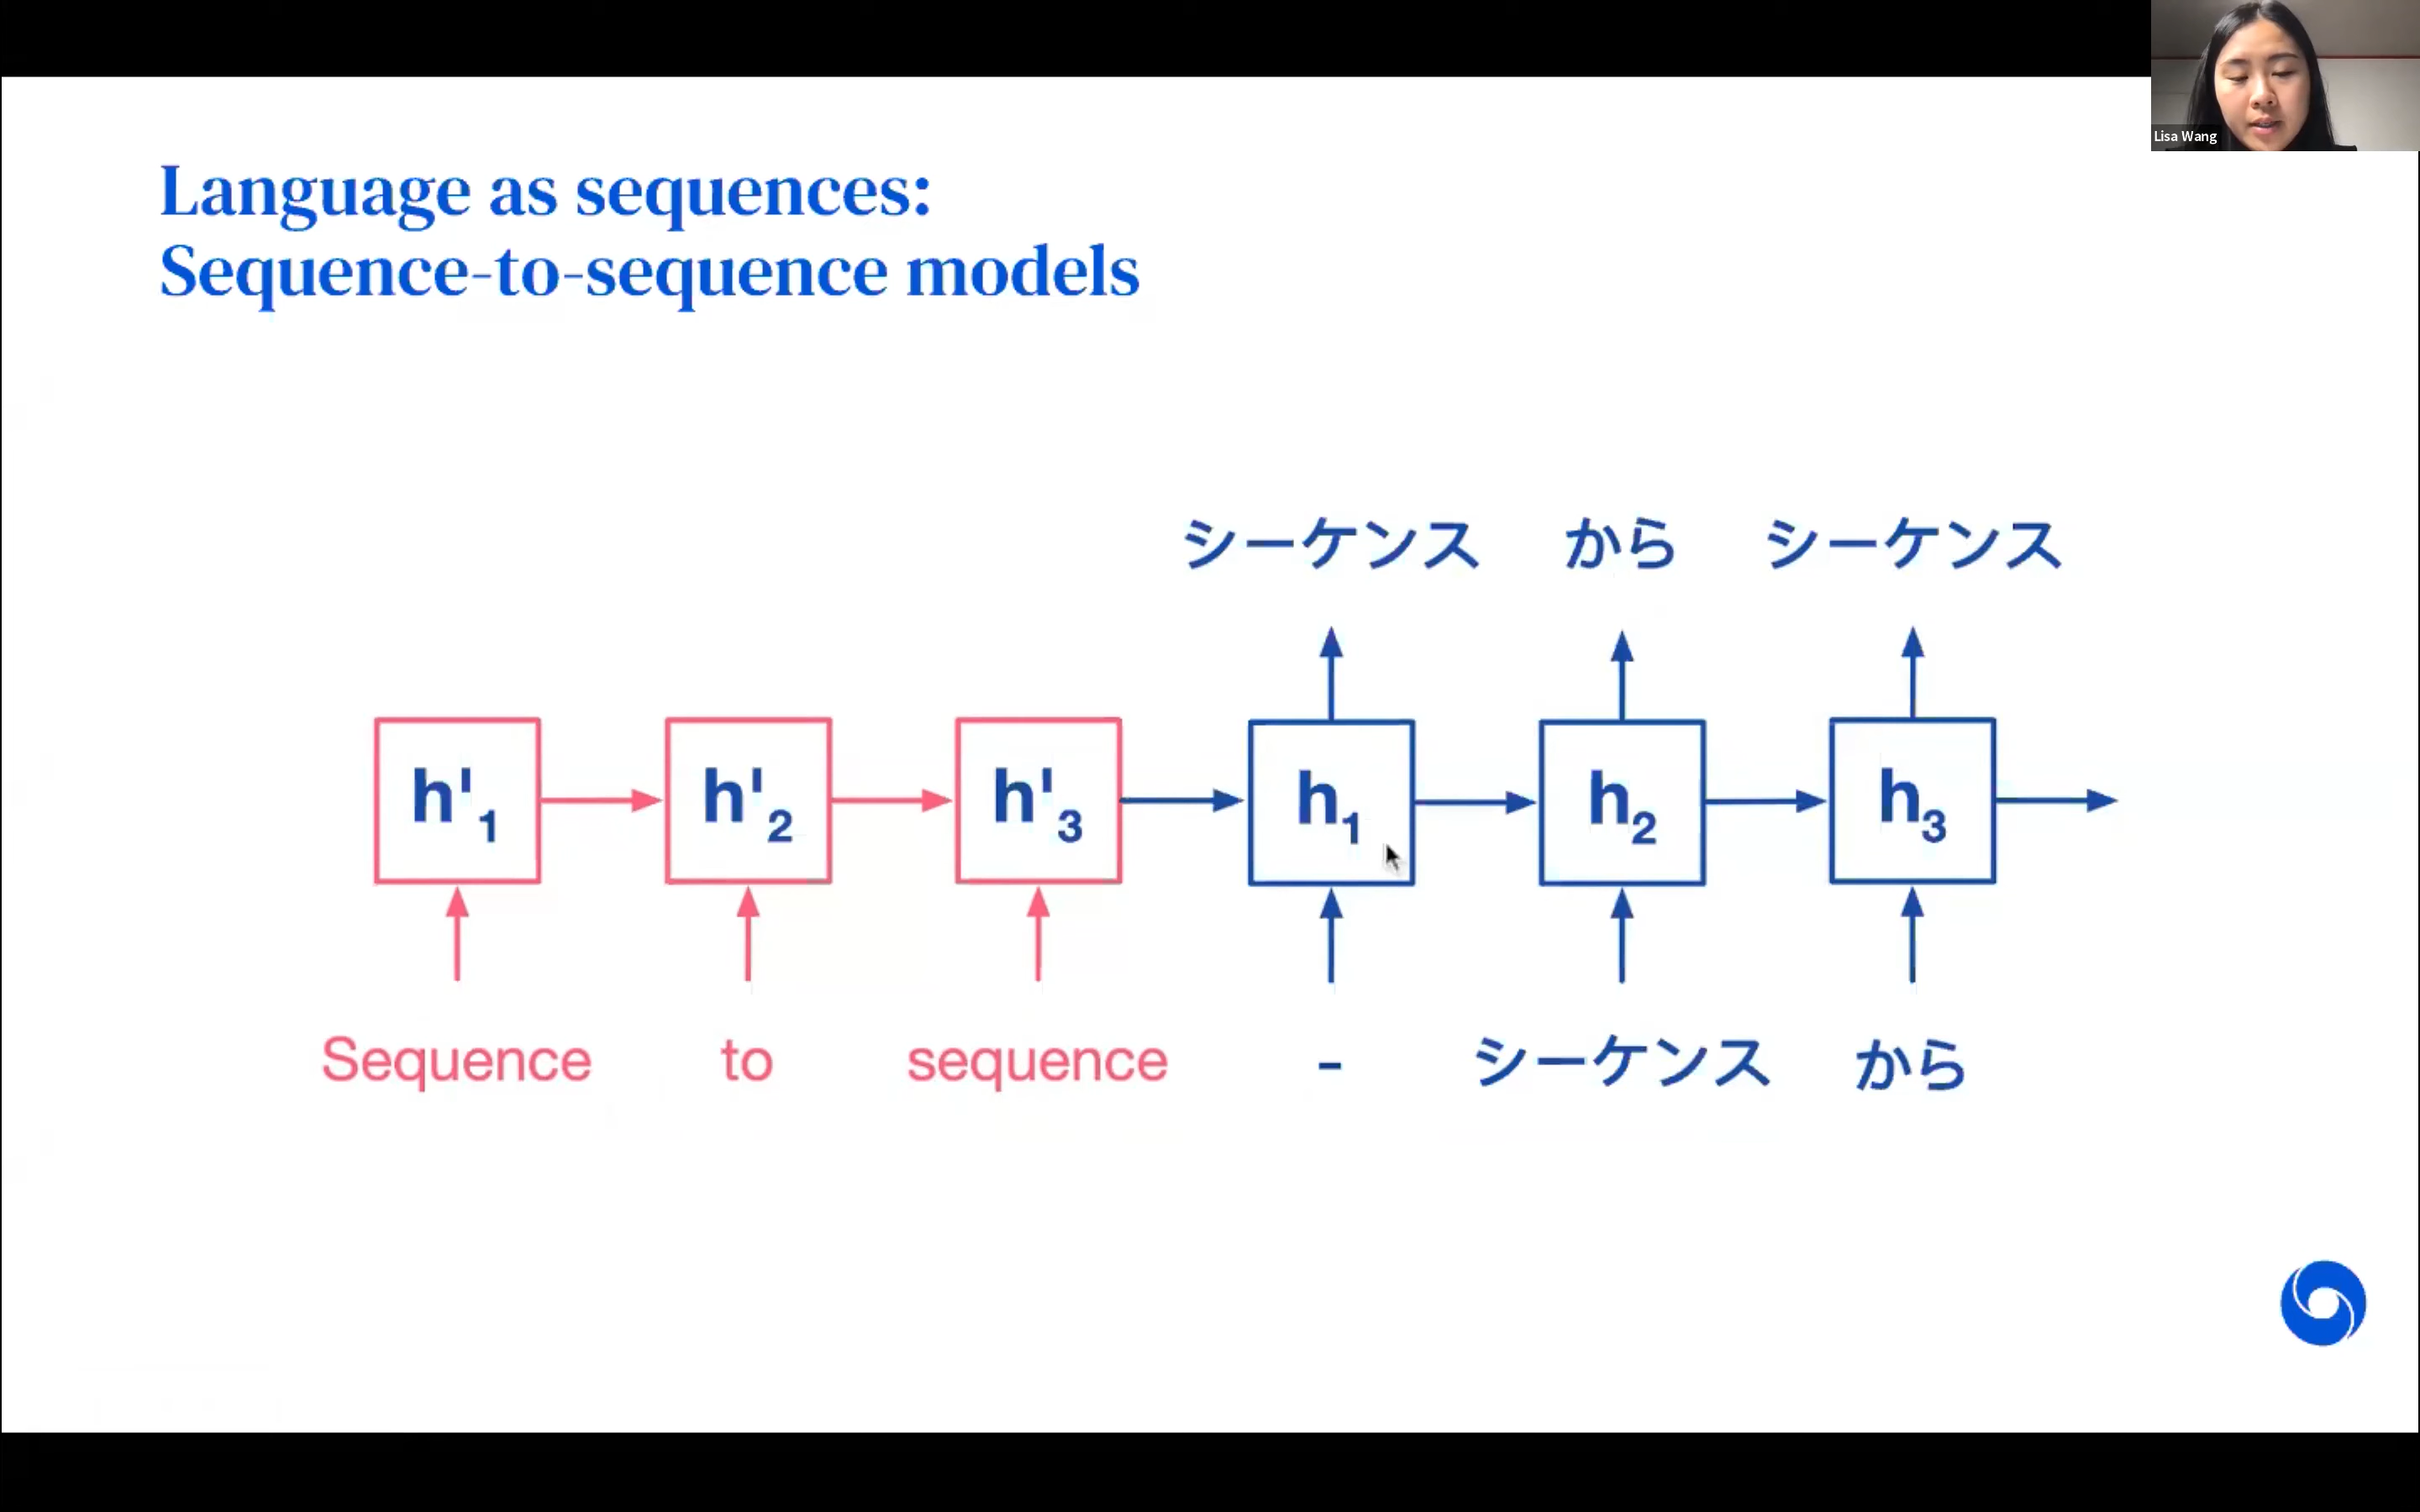 Lisa Wang
Language as sequences:
Sequence-to-sequence models
シーケンス から シーケンス
h'1 h'2 h'3 h1 h2 h3
Sequence to sequence - シーケンス から